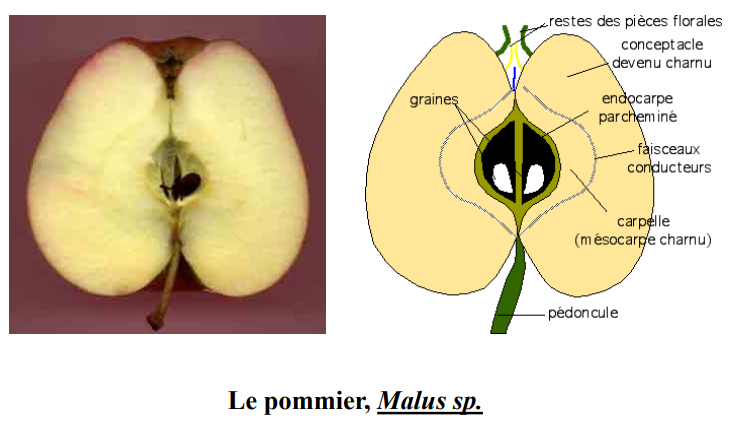 restes des pièces florales
conceptacle
devenu charnu
graines
endocarpe
parcheminé
faisceaux
conducteurs
carpelle
(mésocarpe charnu)
pédoncule
Le pommier, Malus sp.